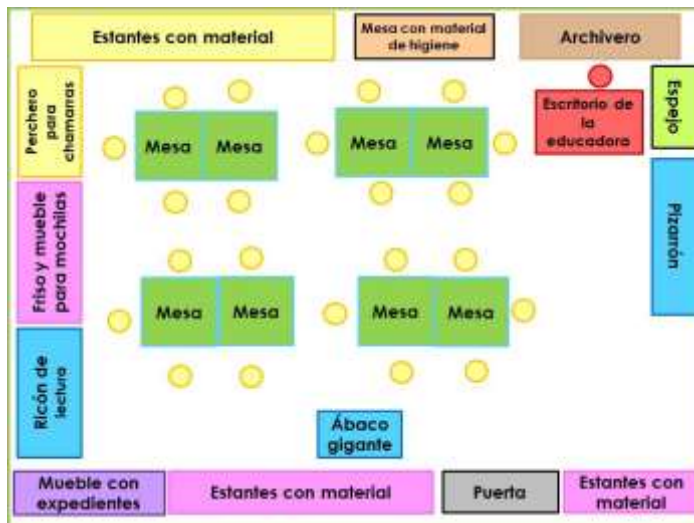 Estantes con material
Mesa con material
de higiene
Archivero
Perchero
para
chamarras
Escritorio de
la
educadora
Espejo
Mesa
Mesa
Mesa
Mesa
Friso y mueble
para mochilas
Pizarrón
Mesa
Mesa
Mesa
Mesa
Ricón de
lectura
Ábaco
gigante
Mueble con
expedientes
Estantes con material
Puerta
Estantes con
material